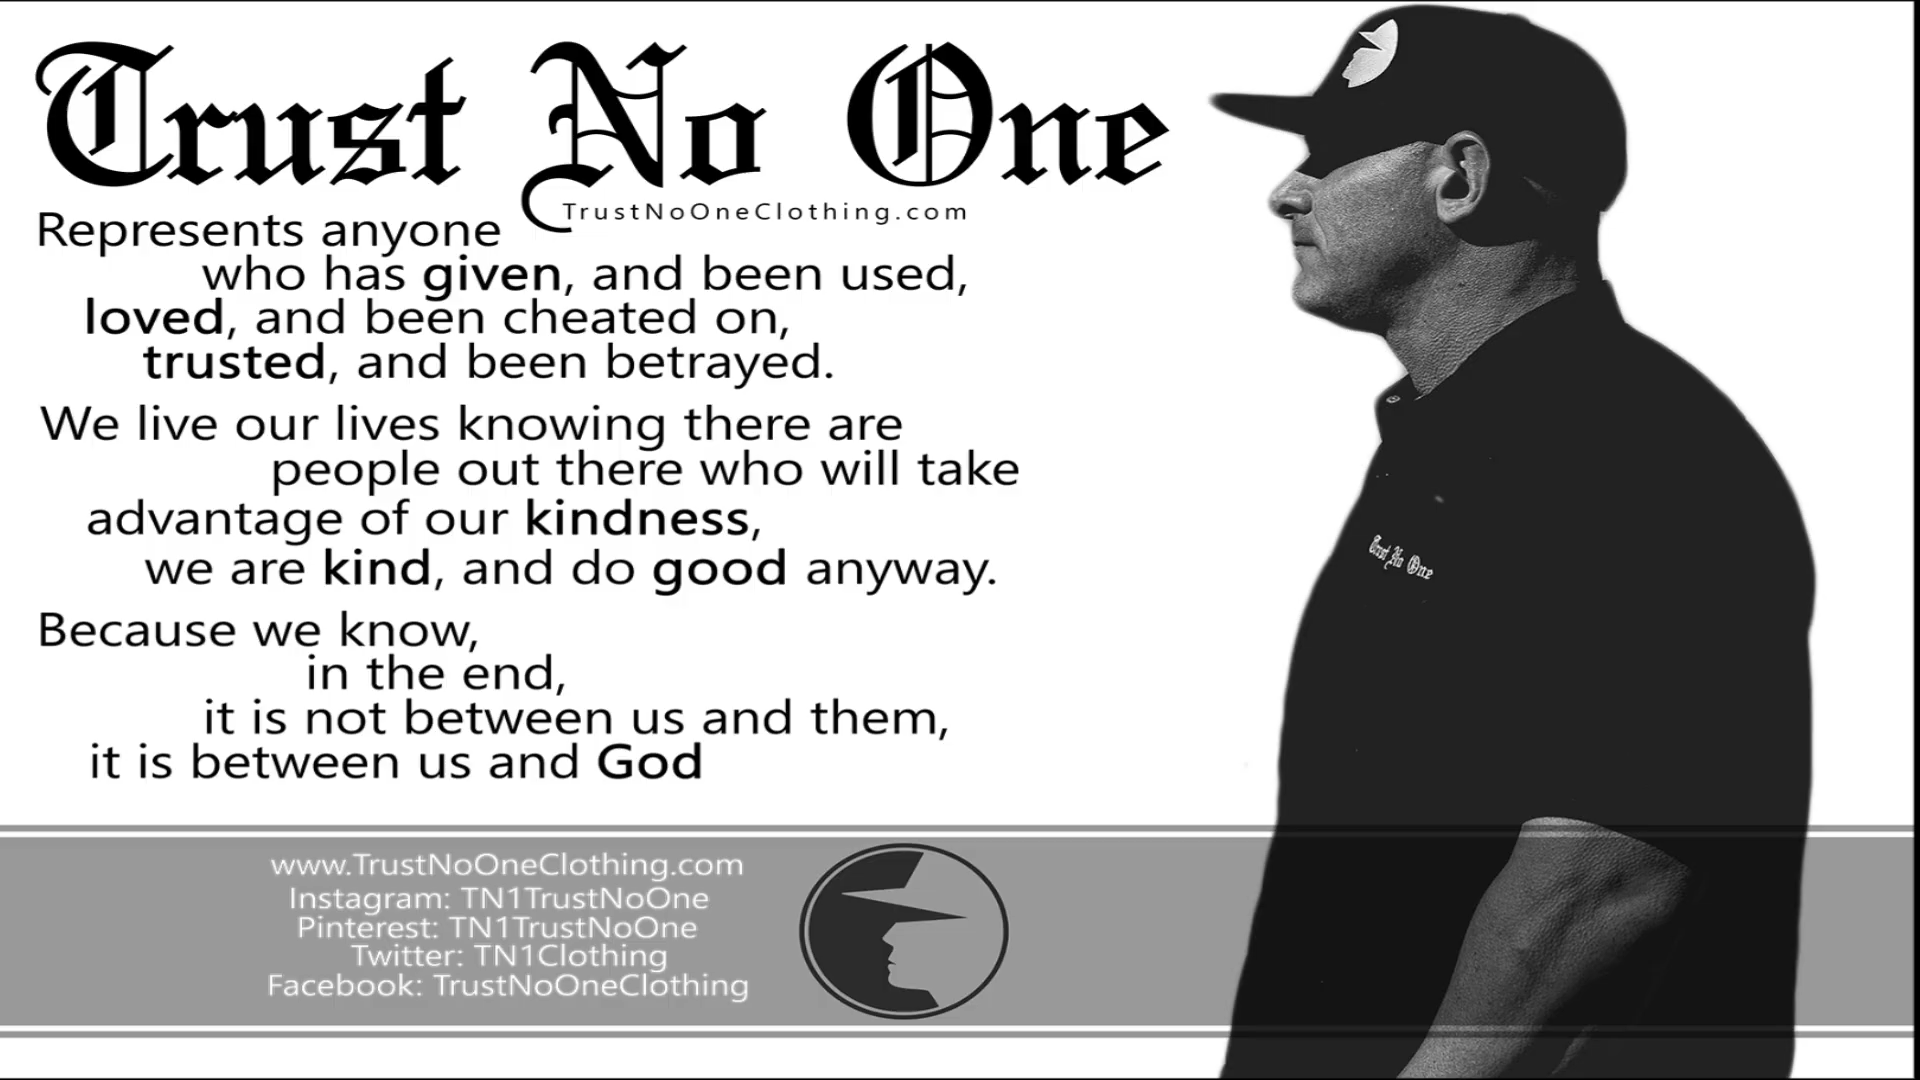 Trust No One
TrustNoOneClothing.com
Represents anyone
who has given, and been used,
loved, and been cheated on,
trusted, and been betrayed.
We live our lives knowing there are
people out there who will take
advantage of our kindness,
we are kind, and do good anyway.
Because we know,
in the end,
it is not between us and them,
it is between us and God
Trust No One
www.TrustNoOneClothing.com
Instagram: TN1TrustNoOne
Pinterest: TN1TrustNoOne
Twitter: TN1Clothing
Facebook: TrustNoOneClothing